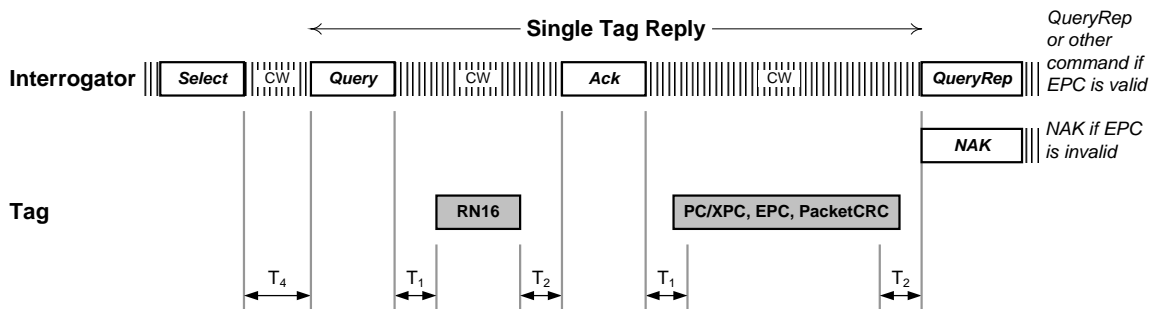 Single Tag Reply
QueryRep
or other
command if
EPC is valid
Interrogator
Select
CW
Query
CW
Ack
CW
QueryRep
NAK
NAK if EPC
is invalid
Tag
RN16
PC/XPC, EPC, PacketCRC
T4
T1
T2
T1
T2